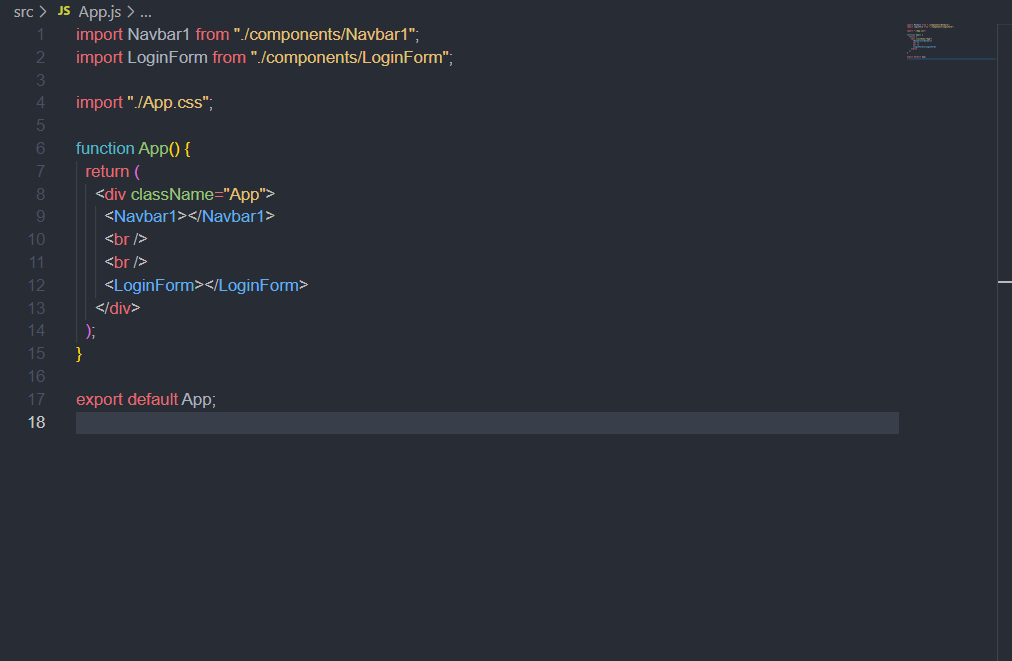 src > JS App.js > ...
1 import Navbar1 from "./components/Navbar1";
2 import LoginForm from "./components/LoginForm";
3
4 import "./App.css";
5
6 function App() {
7 return (
8 <div className="App">
9 <Navbar1></Navbar1>
10 <br />
11 <br />
12 <LoginForm></LoginForm>
13 </div>
14 );
15 }
16
17 export default App;
18